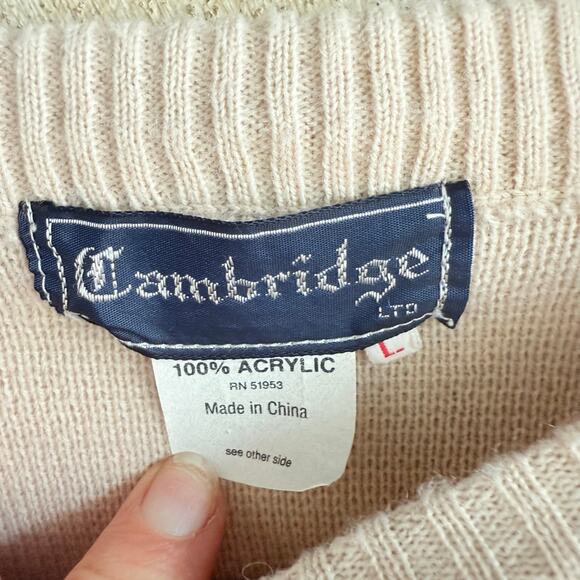 Cambridge
LTD
L
100% ACRYLIC
RN 51953
Made in China
see other side